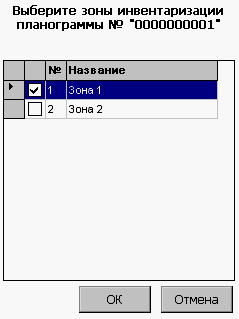 Выберите зоны инвентаризации
планограммы № "0000000001"
№ Название
1 Зона 1
2 Зона 2
ОК Отмена